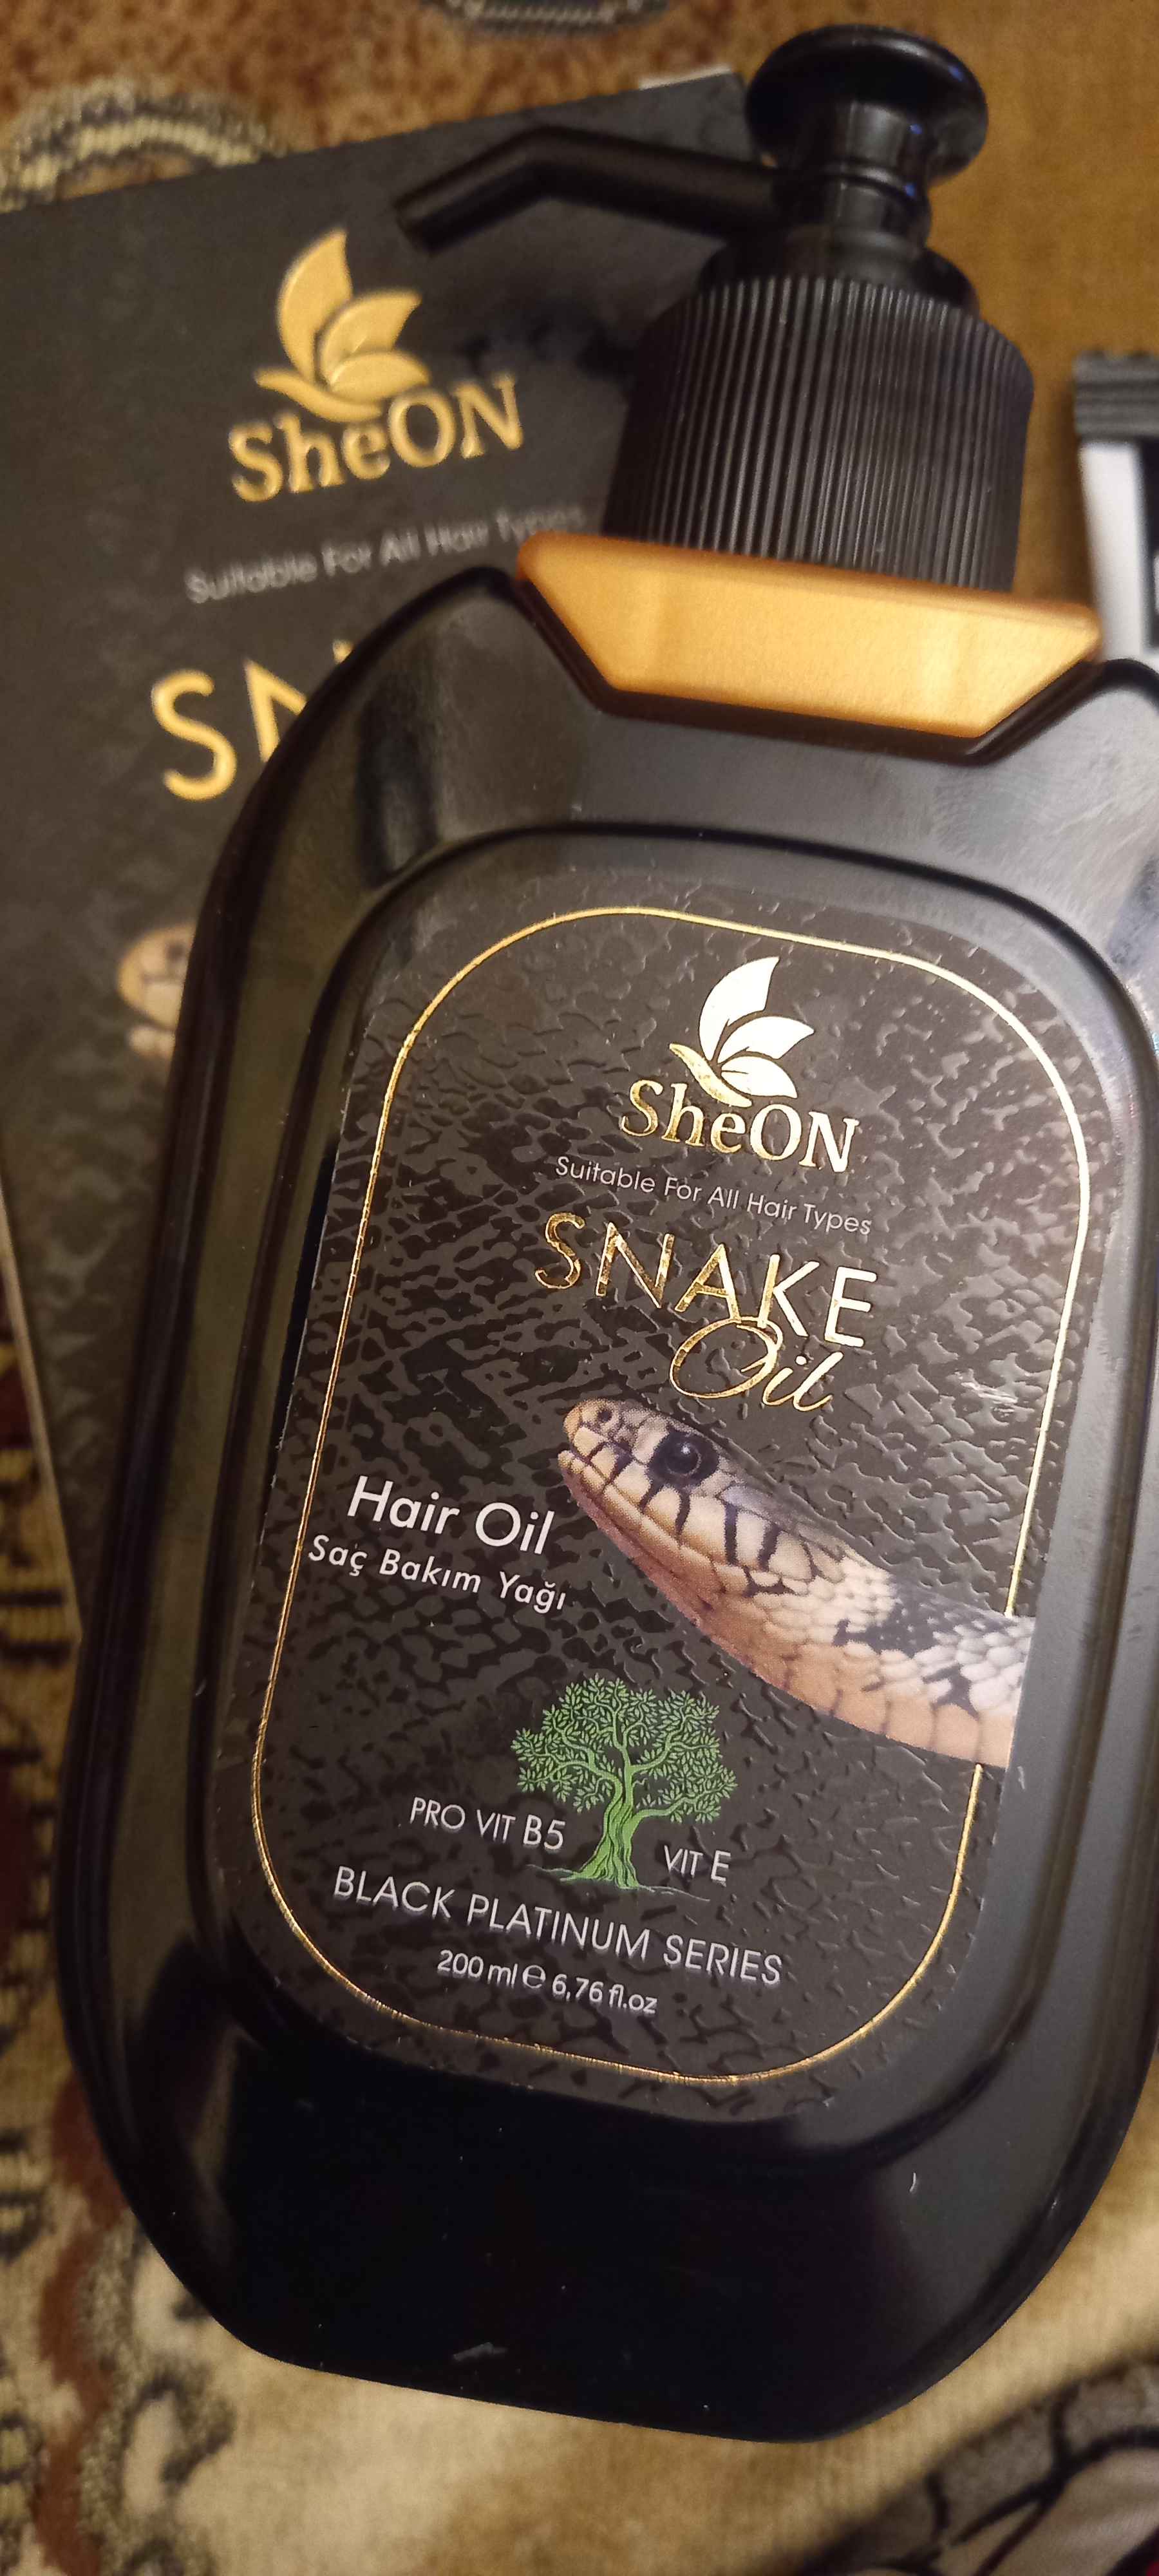 SheON
Suitable For All Hair Types
SheON
Suitable For All Hair Types
SNAKE
Oil
Hair Oil
Saç Bakım Yağı
PRO VIT B5
VIT E
BLACK PLATINUM SERIES
200 ml ℮ 6,76 fl.oz